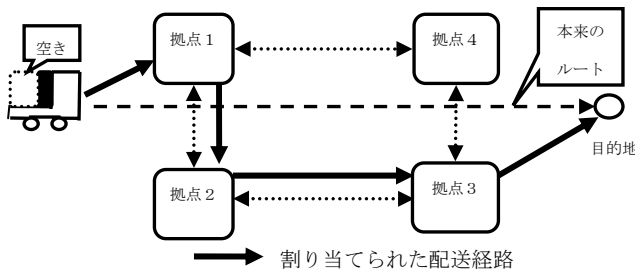 空き
拠点１
拠点４
本来の
ルート
目的地
拠点２
拠点３
割り当てられた配送経路